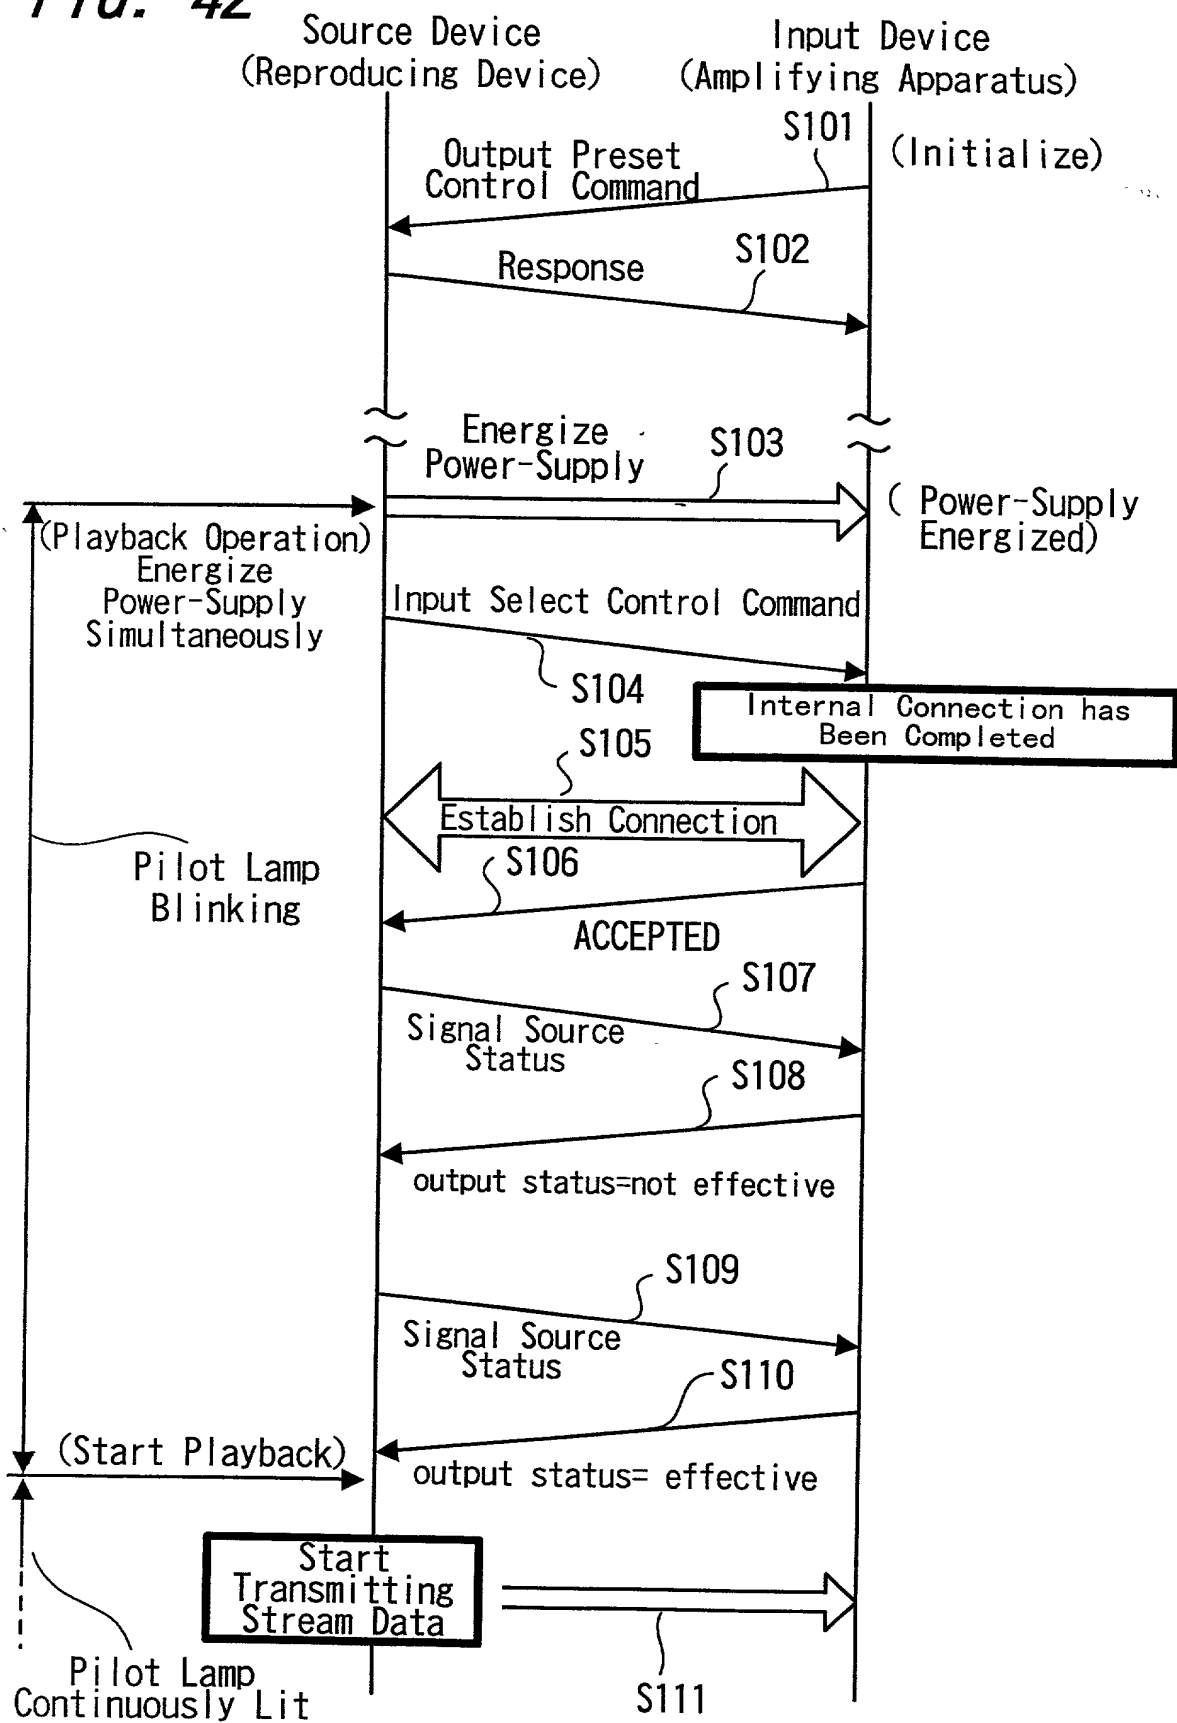 FIG. 42
Source Device
(Reproducing Device)
Input Device
(Amplifying Apparatus)
S101
(Initialize)
Output Preset
Control Command
S102
Response
Energize
Power-Supply
S103
( Power-Supply
Energized)
(Playback Operation)
Energize
Power-Supply
Simultaneously
Input Select Control Command
S104
Internal Connection has
Been Completed
S105
Establish Connection
Pilot Lamp
Blinking
S106
ACCEPTED
S107
Signal Source
Status
S108
output status=not effective
S109
Signal Source
Status
S110
(Start Playback)
output status= effective
Start
Transmitting
Stream Data
Pilot Lamp
Continuously Lit
S111